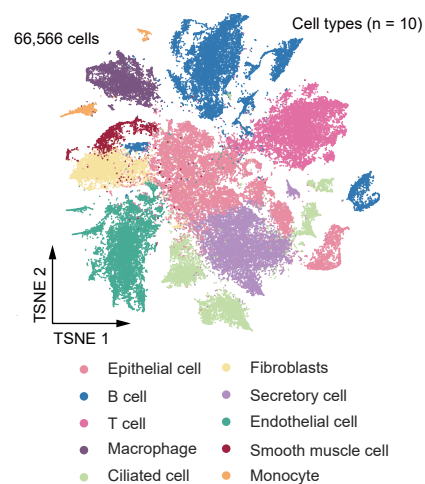 Cell types (n = 10)
66,566 cells
TSNE 2
TSNE 1
Epithelial cell
Fibroblasts
B cell
Secretory cell
T cell
Endothelial cell
Macrophage
Smooth muscle cell
Ciliated cell
Monocyte